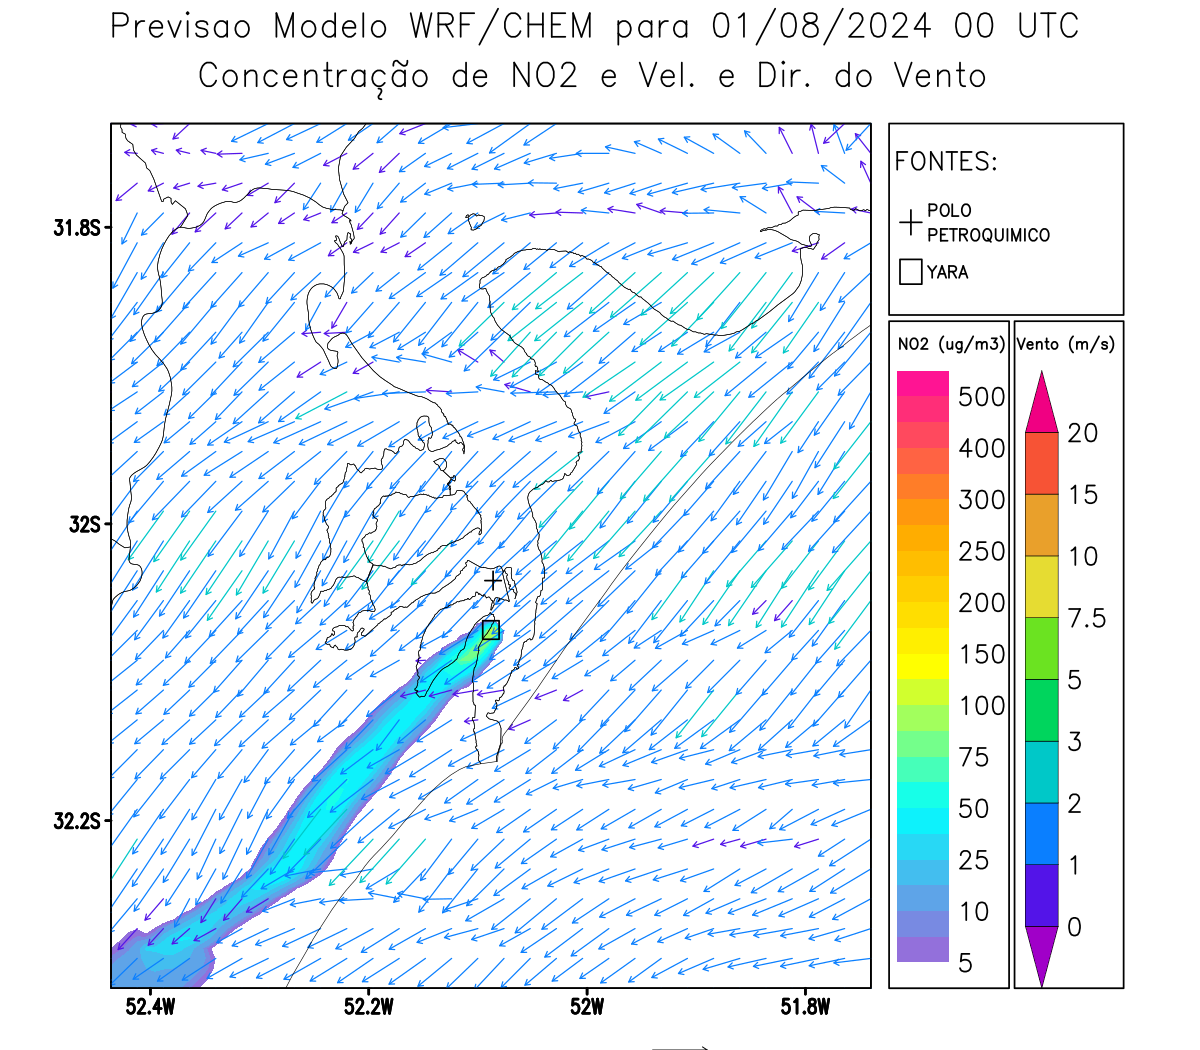 Previsao Modelo WRF/CHEM para 01/08/2024 00 UTC
Concentração de NO2 e Vel. e Dir. do Vento
FONTES:
POLO
PETROQUIMICO
YARA
NO2 (ug/m3)
500
400
300
250
200
150
100
75
50
25
10
5
Vento (m/s)
20
15
10
7.5
5
3
2
1
0
31.8S
32S
32.2S
52.4W
52.2W
52W
51.8W